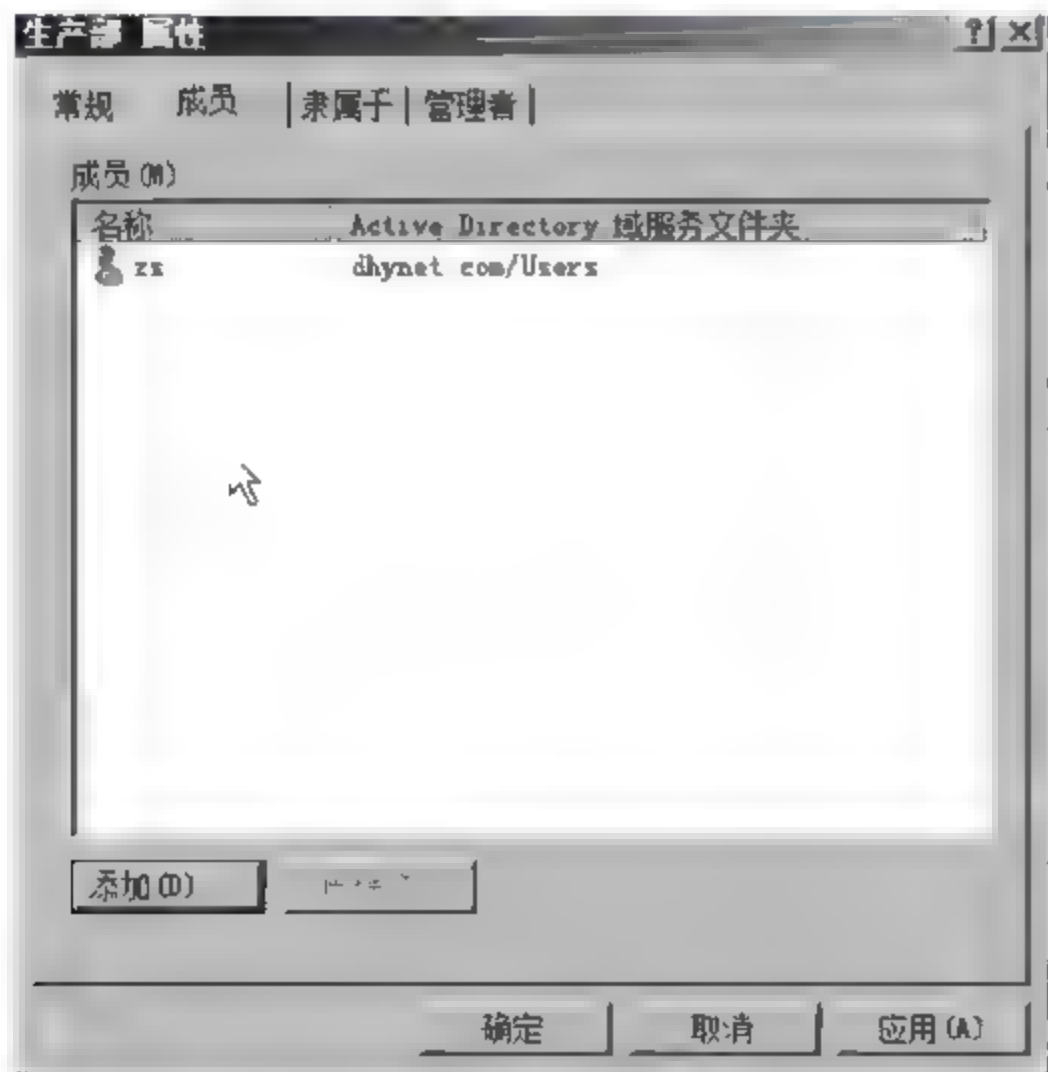 生产部 属性
常规 成员 隶属于 管理者
成员(M)
名称 Active Directory 域服务文件夹
dhynet com/Users
添加(D)
确定 取消 应用(A)